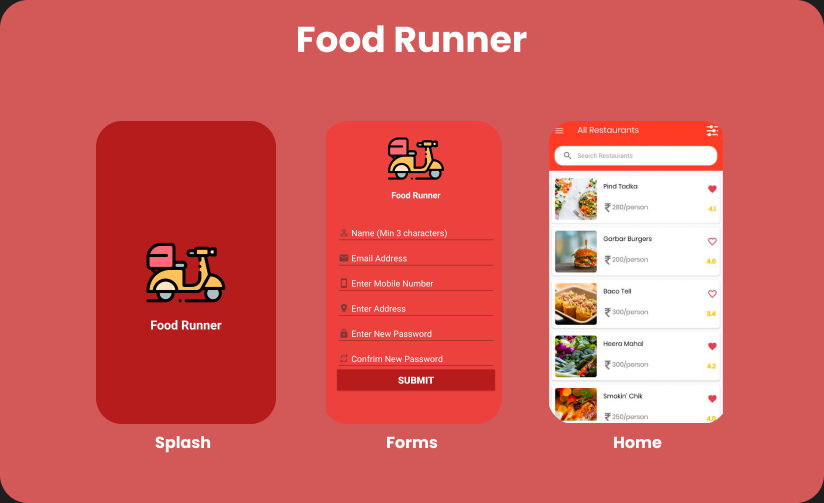 Food Runner
Food Runner
Splash
Food Runner
Name (Min 3 characters)
Email Address
Enter Mobile Number
Enter Address
Enter New Password
Confrim New Password
SUBMIT
Forms
All Restaurants
Search Restaurants
Pind Tadka
₹ 280/person
4.1
Garbar Burgers
₹ 200/person
4.6
Baco Tell
₹ 300/person
3.4
Heera Mahal
₹ 300/person
4.2
Smokin' Chik
₹ 250/person
4.0
Home